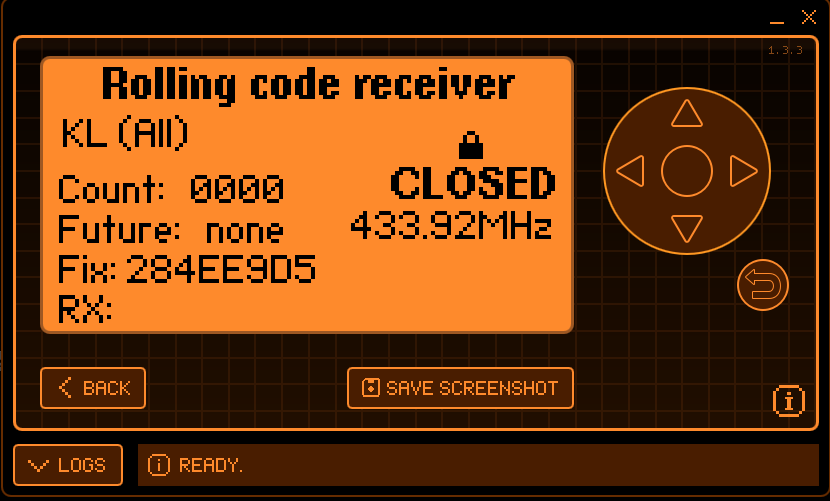 1.3.3
Rolling code receiver
KL (All)
Count: 0000
CLOSED
Future: none
433.92MHz
Fix: 284EE9D5
RX:
BACK
SAVE SCREENSHOT
LOGS
READY.